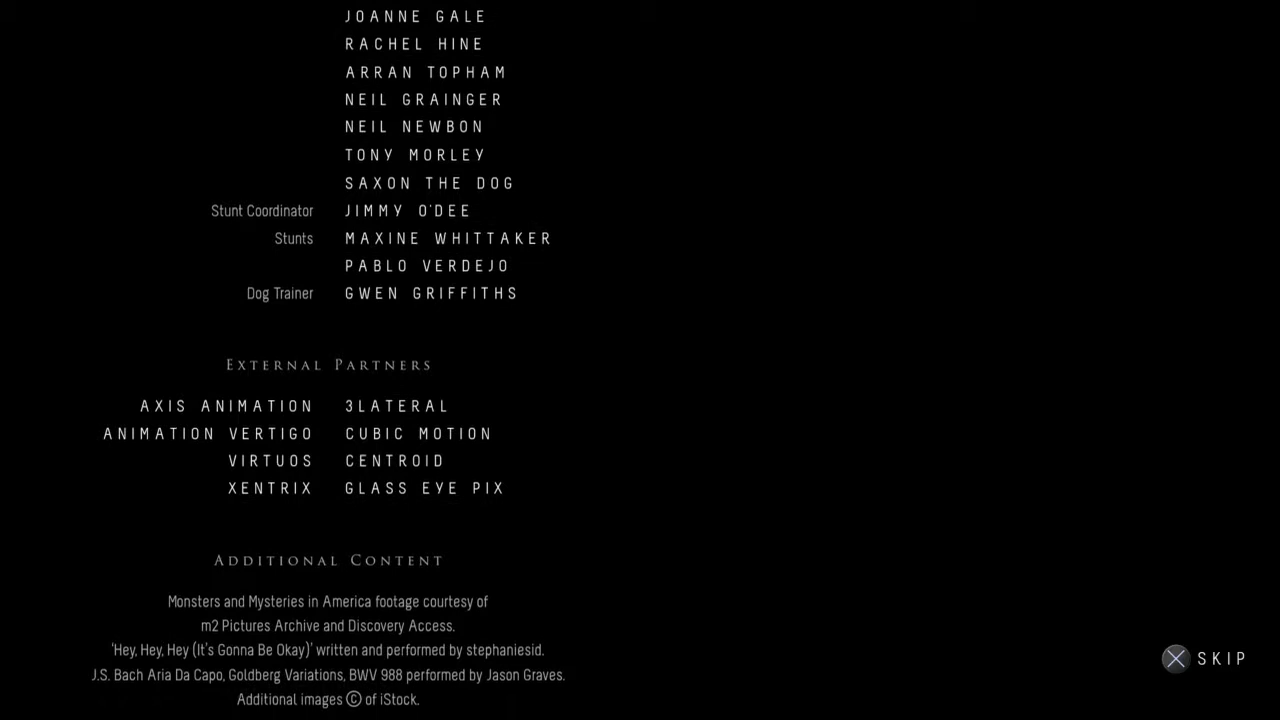 JOANNE GALE
RACHEL HINE
ARRAN TOPHAM
NEIL GRAINGER
NEIL NEWBON
TONY MORLEY
SAXON THE DOG
Stunt Coordinator JIMMY O'DEE
Stunts MAXINE WHITTAKER
PABLO VERDEJO
Dog Trainer GWEN GRIFFITHS
EXTERNAL PARTNERS
AXIS ANIMATION 3LATERAL
ANIMATION VERTIGO CUBIC MOTION
VIRTUOS CENTROID
XENTRIX GLASS EYE PIX
ADDITIONAL CONTENT
Monsters and Mysteries in America footage courtesy of
m2 Pictures Archive and Discovery Access.
'Hey, Hey, Hey (It's Gonna Be Okay)' written and performed by stephaniesid.
J.S. Bach Aria Da Capo, Goldberg Variations, BWV 988 performed by Jason Graves.
Additional images © of iStock.
SKIP